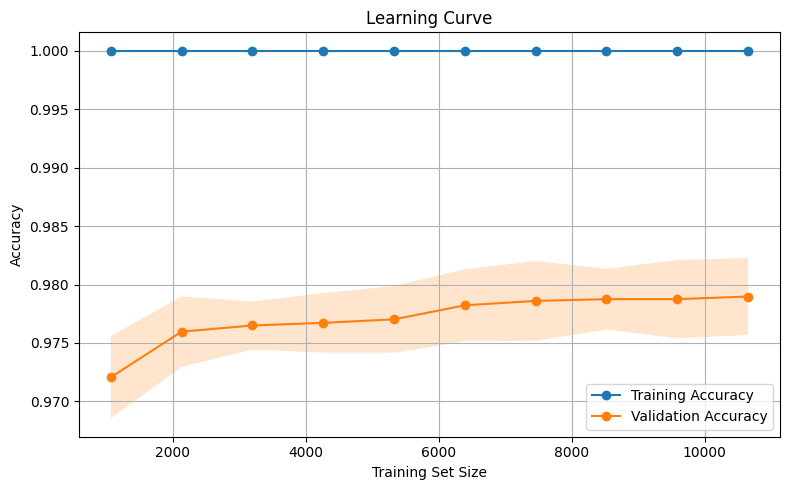 Learning Curve
1.000
0.995
0.990
0.985
0.980
0.975
0.970
Accuracy
2000
4000
6000
8000
10000
Training Set Size
Training Accuracy
Validation Accuracy